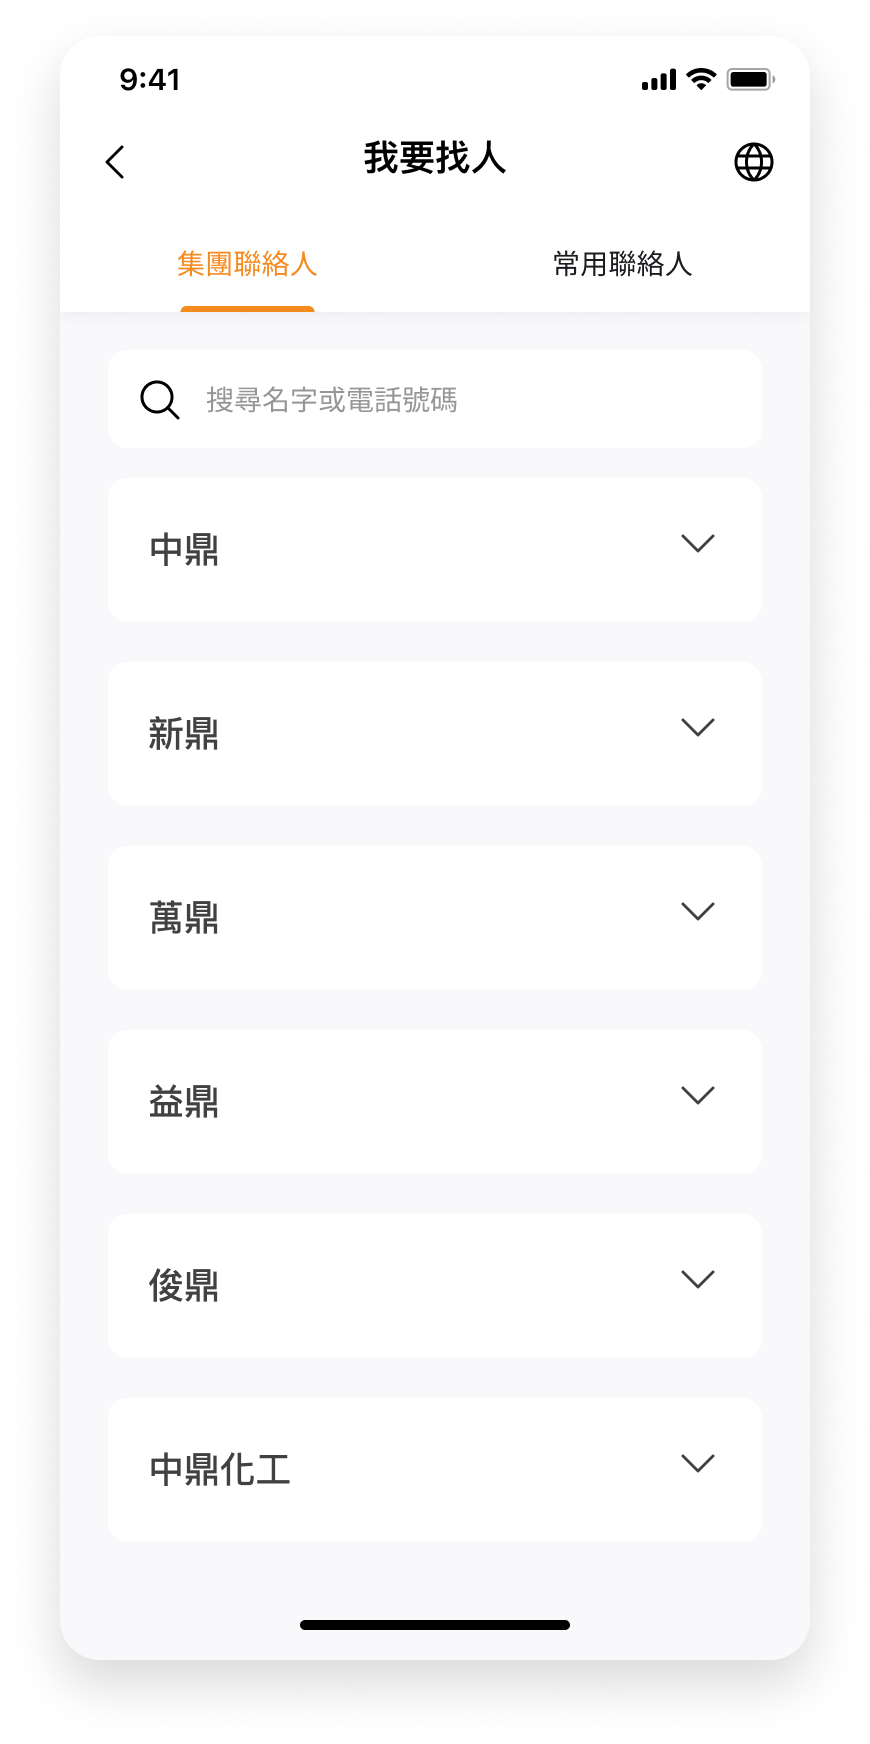 9:41
我要找人
集團聯絡人
常用聯絡人
搜尋名字或電話號碼
中鼎
新鼎
萬鼎
益鼎
俊鼎
中鼎化工